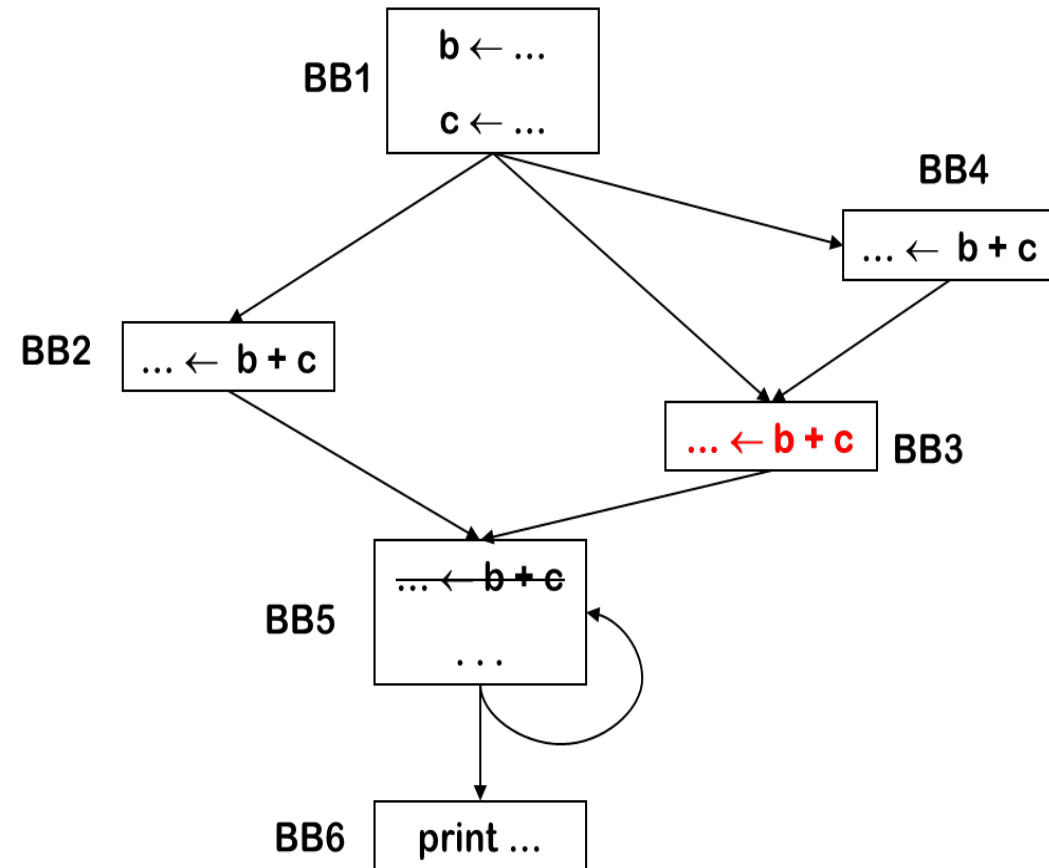 b ← ...
BB1
c ← ...
BB4
... ← b + c
BB2
... ← b + c
... ← b + c
BB3
... ← b + c
BB5
. . .
BB6
print ...